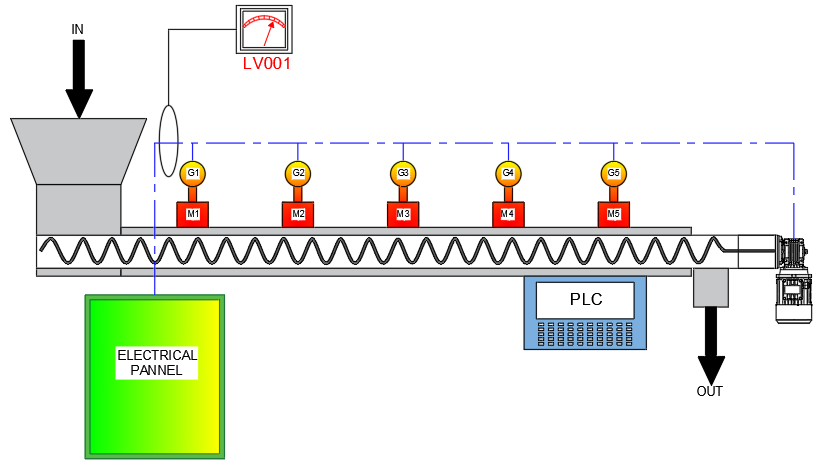 IN
LV001
G1
G2
G3
G4
G5
M1
M2
M3
M4
M5
PLC
ELECTRICAL
PANNEL
OUT